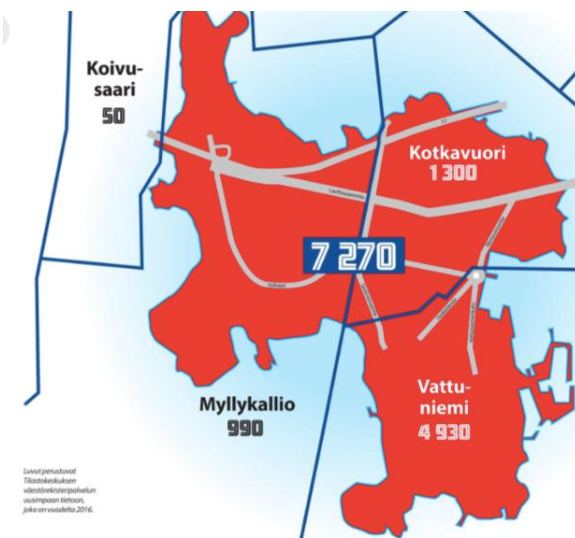 Koivu-
saari
50
Kotkavuori
1 300
7 270
Vattu-
niemi
4 930
Myllykallio
990
Luvut perustuvat
Tilastokeskuksen
väestörekisteripalvelun
uusimpaan tietoon,
joka on vuodelta 2016.